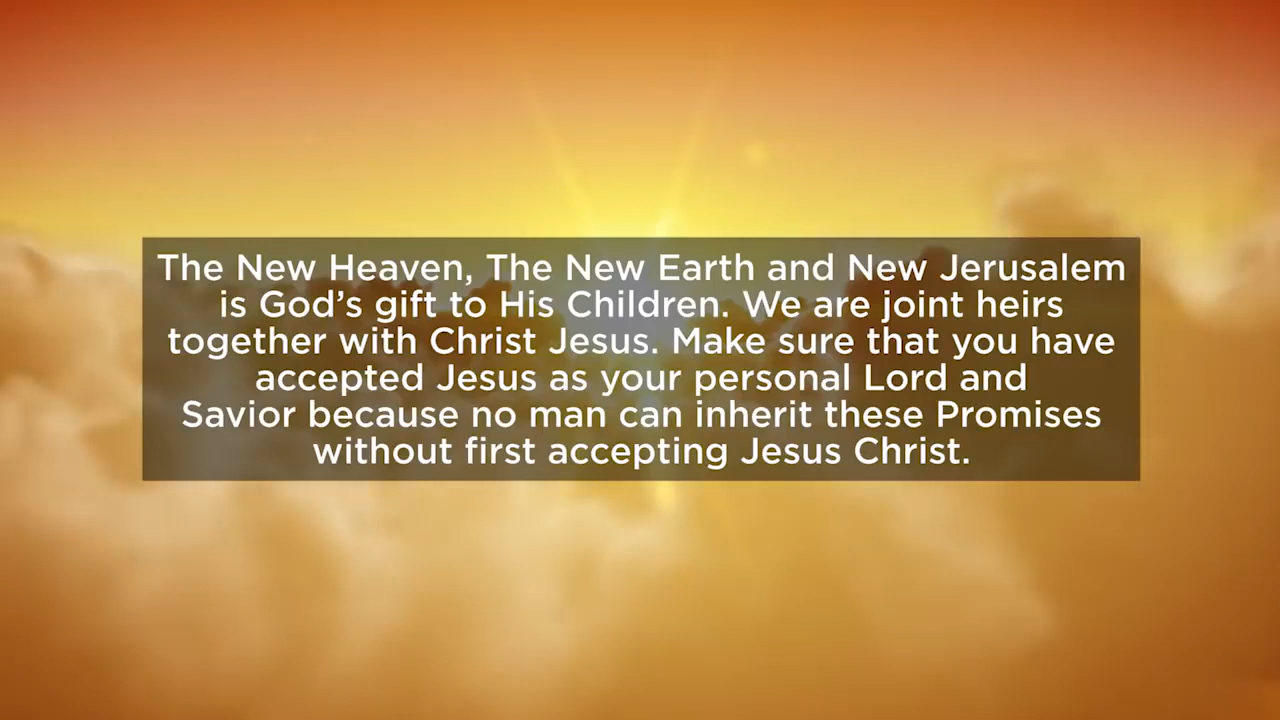 The New Heaven, The New Earth and New Jerusalem
is God’s gift to His Children. We are joint heirs
together with Christ Jesus. Make sure that you have
accepted Jesus as your personal Lord and
Savior because no man can inherit these Promises
without first accepting Jesus Christ.